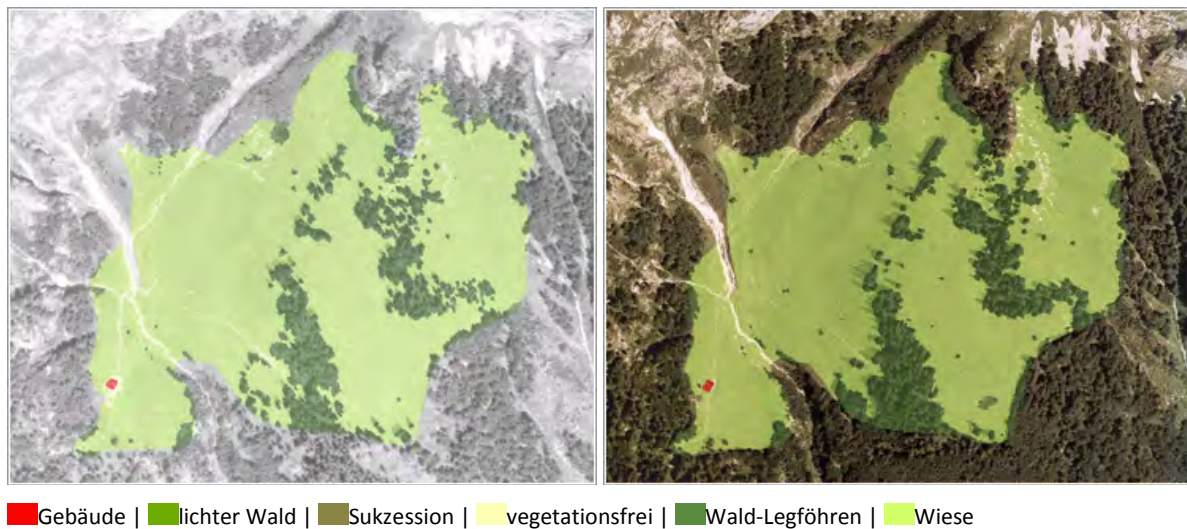 Gebäude | lichter Wald | Sukzession | vegetationsfrei | Wald-Legföhren | Wiese